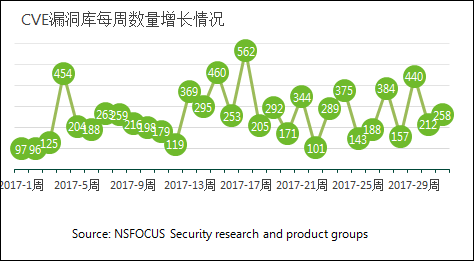 CVE漏洞库每周数量增长情况
97 96 125 454 204 188 263 259 216 198 179 119 369 295 460 253 562 205 292 171 344 101 289 375 143 188 384 157 440 212 258
2017-1周 2017-5周 2017-9周 2017-13周 2017-17周 2017-21周 2017-25周 2017-29周
Source: NSFOCUS Security research and product groups